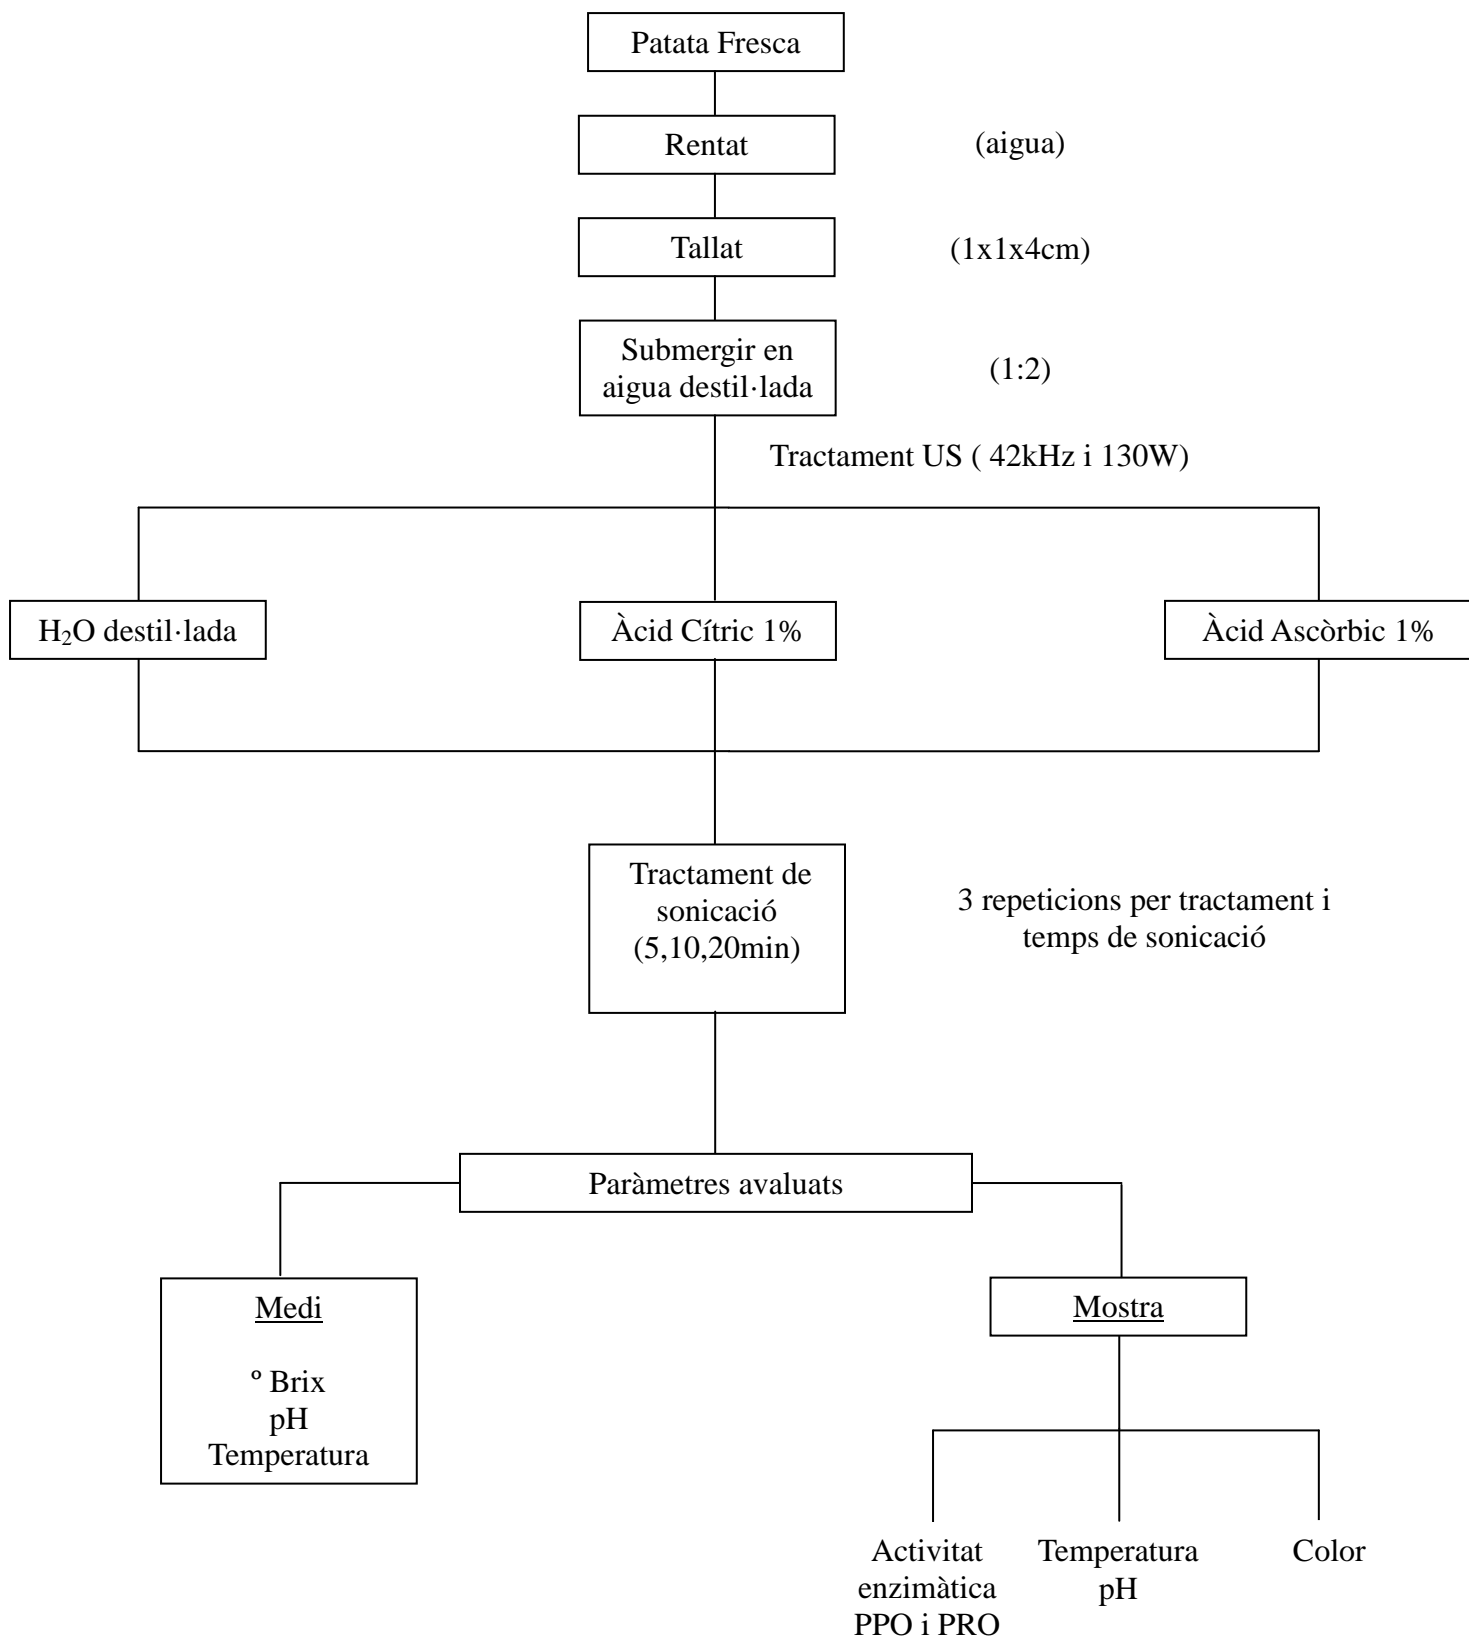 Patata Fresca
Rentat
(aigua)
Tallat
(1x1x4cm)
Submergir en
aigua destil·lada
(1:2)
Tractament US ( 42kHz i 130W)
H₂O destil·lada
Àcid Cítric 1%
Àcid Ascòrbic 1%
Tractament de
sonicació
(5,10,20min)
3 repeticions per tractament i
temps de sonicació
Paràmetres avaluats
Medi
º Brix
pH
Temperatura
Mostra
Activitat
enzimàtica
PPO i PRO
Temperatura
pH
Color